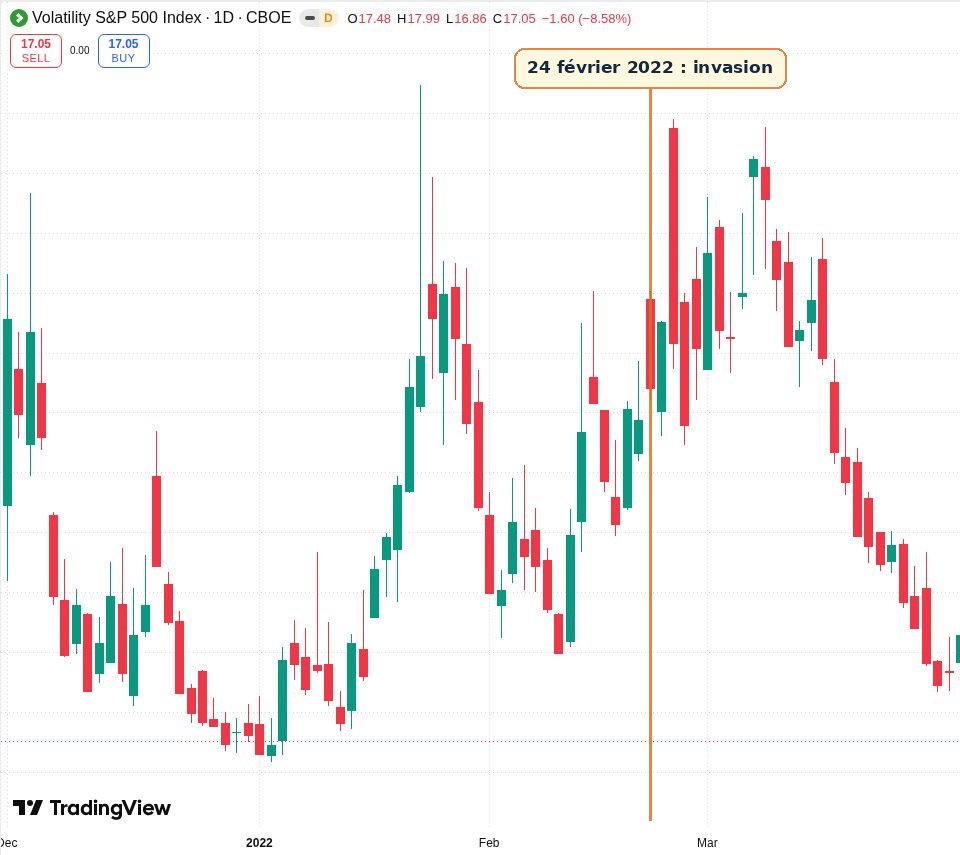 Volatility S&P 500 Index · 1D · CBOE D O17.48 H17.99 L16.86 C17.05 −1.60 (−8.58%)
17.05 0.00 17.05
SELL BUY
24 février 2022 : invasion
TradingView
Dec 2022 Feb Mar